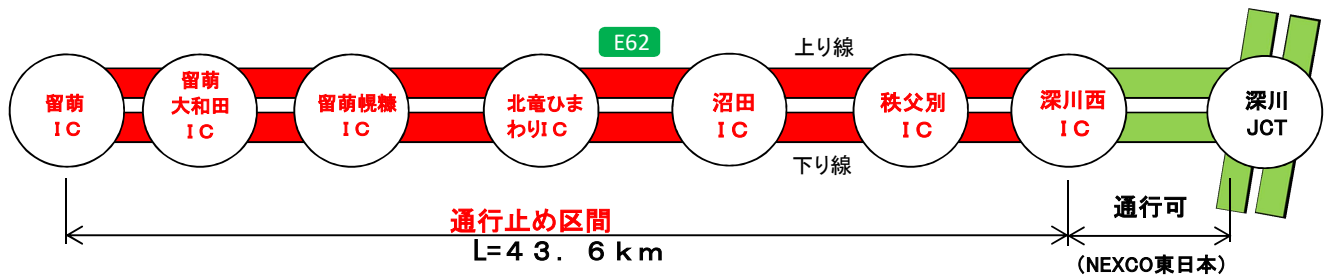 E62
上り線
留萌
IC
留萌
大和田
IC
留萌幌糠
IC
北竜ひま
わりIC
沼田
IC
秩父別
IC
深川西
IC
深川
JCT
下り線
通行止め区間
L=43.6km
通行可
(NEXCO東日本)